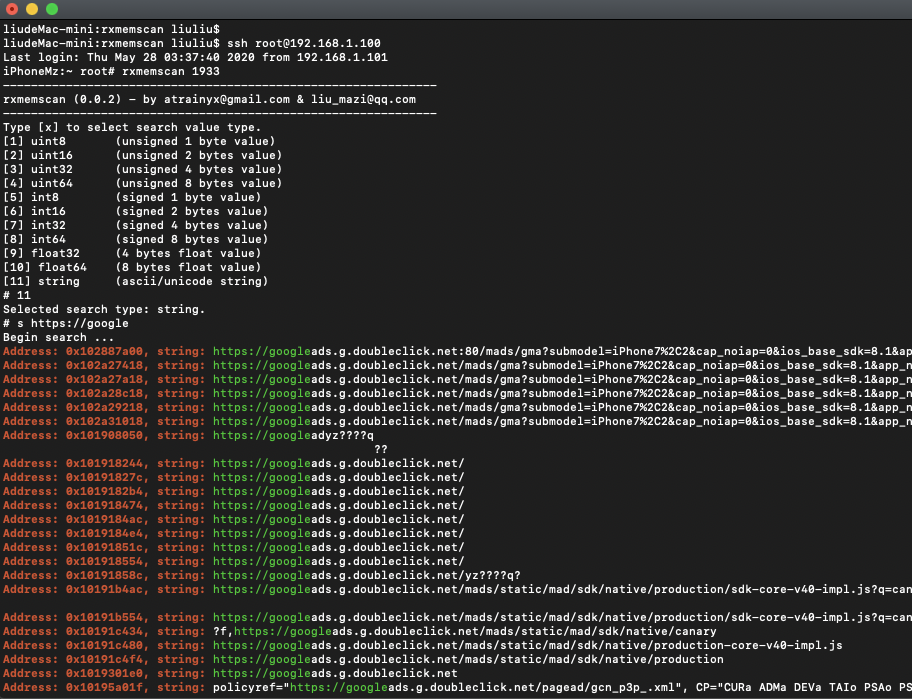 liudeMac-mini:rxmemscan liuliu$
liudeMac-mini:rxmemscan liuliu$ ssh root@192.168.1.100
Last login: Thu May 28 03:37:40 2020 from 192.168.1.101
iPhoneMz:~ root# rxmemscan 1933
--------------------------------------------------------------
rxmemscan (0.0.2) - by atrainyx@gmail.com & liu_mazi@qq.com
--------------------------------------------------------------
Type [x] to select search value type.
[1] uint8       (unsigned 1 byte value)
[2] uint16      (unsigned 2 bytes value)
[3] uint32      (unsigned 4 bytes value)
[4] uint64      (unsigned 8 bytes value)
[5] int8        (signed 1 byte value)
[6] int16       (signed 2 bytes value)
[7] int32       (signed 4 bytes value)
[8] int64       (signed 8 bytes value)
[9] float32     (4 bytes float value)
[10] float64    (8 bytes float value)
[11] string     (ascii/unicode string)
# 11
Selected search type: string.
# s https://google
Begin search ...
Address: 0x102887a00, string: https://googleads.g.doubleclick.net:80/mads/gma?submodel=iPhone7%2C2&cap_noiap=0&ios_base_sdk=8.1&ap
Address: 0x102a27418, string: https://googleads.g.doubleclick.net/mads/gma?submodel=iPhone7%2C2&cap_noiap=0&ios_base_sdk=8.1&app_n
Address: 0x102a27a18, string: https://googleads.g.doubleclick.net/mads/gma?submodel=iPhone7%2C2&cap_noiap=0&ios_base_sdk=8.1&app_n
Address: 0x102a28c18, string: https://googleads.g.doubleclick.net/mads/gma?submodel=iPhone7%2C2&cap_noiap=0&ios_base_sdk=8.1&app_n
Address: 0x102a29218, string: https://googleads.g.doubleclick.net/mads/gma?submodel=iPhone7%2C2&cap_noiap=0&ios_base_sdk=8.1&app_n
Address: 0x102a31018, string: https://googleads.g.doubleclick.net/mads/gma?submodel=iPhone7%2C2&cap_noiap=0&ios_base_sdk=8.1&app_n
Address: 0x101908050, string: https://googleadyz????q
??
Address: 0x101918244, string: https://googleads.g.doubleclick.net/
Address: 0x10191827c, string: https://googleads.g.doubleclick.net/
Address: 0x1019182b4, string: https://googleads.g.doubleclick.net/
Address: 0x101918474, string: https://googleads.g.doubleclick.net/
Address: 0x1019184ac, string: https://googleads.g.doubleclick.net/
Address: 0x1019184e4, string: https://googleads.g.doubleclick.net/
Address: 0x10191851c, string: https://googleads.g.doubleclick.net/
Address: 0x101918554, string: https://googleads.g.doubleclick.net/
Address: 0x10191858c, string: https://googleads.g.doubleclick.net/yz????q?
Address: 0x10191b4ac, string: https://googleads.g.doubleclick.net/mads/static/mad/sdk/native/production/sdk-core-v40-impl.js?q=can
Address: 0x10191b554, string: https://googleads.g.doubleclick.net/mads/static/mad/sdk/native/production/sdk-core-v40-impl.js?q=can
Address: 0x10191c434, string: ?f,https://googleads.g.doubleclick.net/mads/static/mad/sdk/native/canary
Address: 0x10191c480, string: https://googleads.g.doubleclick.net/mads/static/mad/sdk/native/production-core-v40-impl.js
Address: 0x10191c4f4, string: https://googleads.g.doubleclick.net/mads/static/mad/sdk/native/production
Address: 0x1019301e0, string: https://googleads.g.doubleclick.net
Address: 0x10195a01f, string: policyref="https://googleads.g.doubleclick.net/pagead/gcn_p3p_.xml", CP="CURa ADMa DEVa TAIo PSAo PS